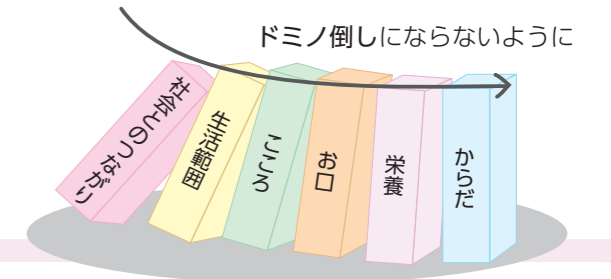 ドミノ倒しにならないように
社会とのつながり
生活範囲
こころ
お口
栄養
からだ